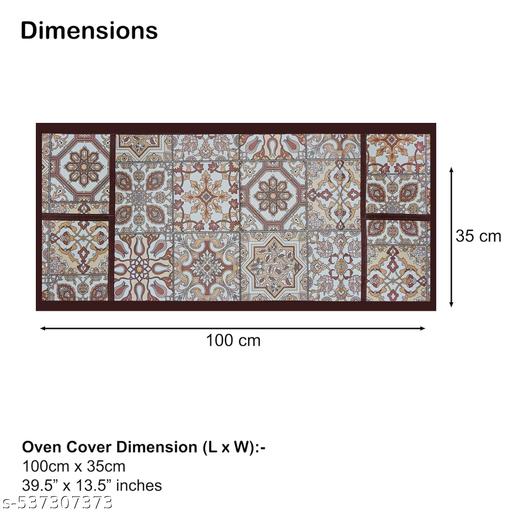 Dimensions
35 cm
100 cm
Oven Cover Dimension (L x W):-
100cm x 35cm
39.5” x 13.5” inches
s-537307373